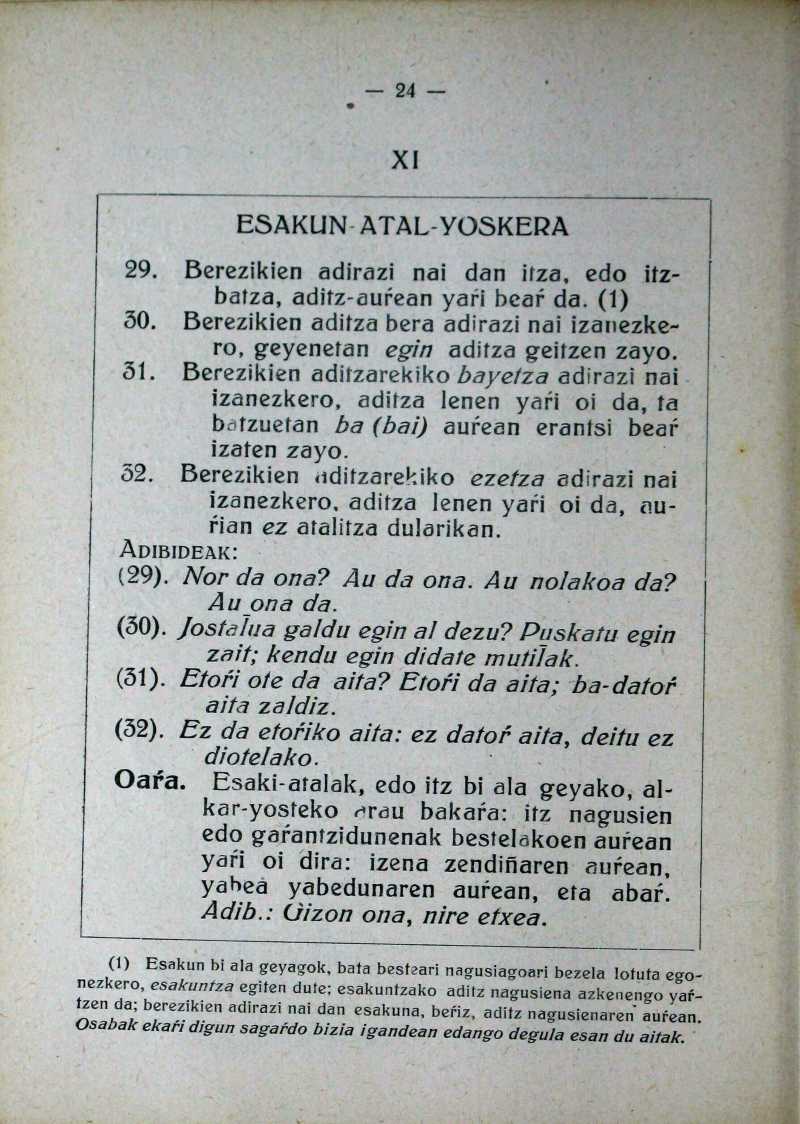 — 24 —
XI
ESAKUN-ATAL-YOSKERA
29. Berezikien adirazi nai dan itza, edo itz-
batza, aditz-auŕean yaŕi beaŕ da. (1)
30. Berezikien aditza bera adirazi nai izanezke-
ro, geyenetan egin aditza geitzen zayo.
31. Berezikien aditzarekiko bayetza adirazi nai
izanezkero, aditza lenen yaŕi oi da, ta
batzuetan ba (bai) auŕean erantsi beaŕ
izaten zayo.
32. Berezikien aditzarekiko ezetza adirazi nai
izanezkero, aditza lenen yaŕi oi da, au-
ŕian ez atalitza dularikan.
ADIBIDEAK:
(29). Nor da ona? Au da ona. Au nolakoa da?
Au ona da.
(30). Jostalua galdu egin al dezu? Puskatu egin
zait; kendu egin didate mutilak.
(31). Etoŕi ote da aita? Etoŕi da aita; ba-datoŕ
aita zaldiz.
(32). Ez da etoŕiko aita: ez datoŕ aita, deitu ez
diotelako.
Oaŕa. Esaki-atalak, edo itz bi ala geyako, al-
kar-yosteko arau bakaŕa: itz nagusien
edo gaŕantzidunenak bestelakoen auŕean
yaŕi oi dira: izena zendiñaren auŕean,
yabea yabedunaren auŕean, eta abaŕ.
Adib.: Gizon ona, nire etxea.
(1) Esakun bi ala geyagok, bata besteari nagusiagoari bezela lotuta ego-
nezkero, esakuntza egiten dute; esakuntzako aditz nagusiena azkenengo yaŕ-
tzen da; berezikien adirazi nai dan esakuna, beŕiz, aditz nagusienaren auŕean.
Osabak ekaŕi digun sagaŕdo bizia igandean edango degula esan du aitak.